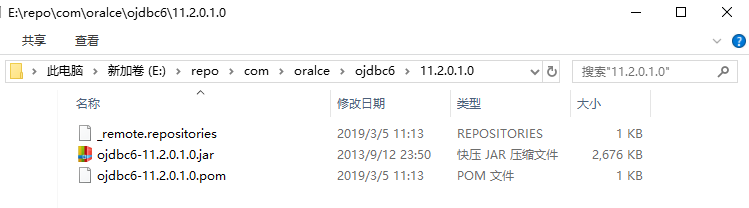 E:\repo\com\oralce\ojdbc6\11.2.0.1.0
共享 查看
此电脑 新加卷 (E:) repo com oralce ojdbc6 11.2.0.1.0 搜索"11.2.0.1.0"
名称 修改日期 类型 大小
_remote.repositories 2019/3/5 11:13 REPOSITORIES 1 KB
ojdbc6-11.2.0.1.0.jar 2013/9/12 23:50 快压 JAR 压缩文件 2,676 KB
ojdbc6-11.2.0.1.0.pom 2019/3/5 11:13 POM 文件 1 KB